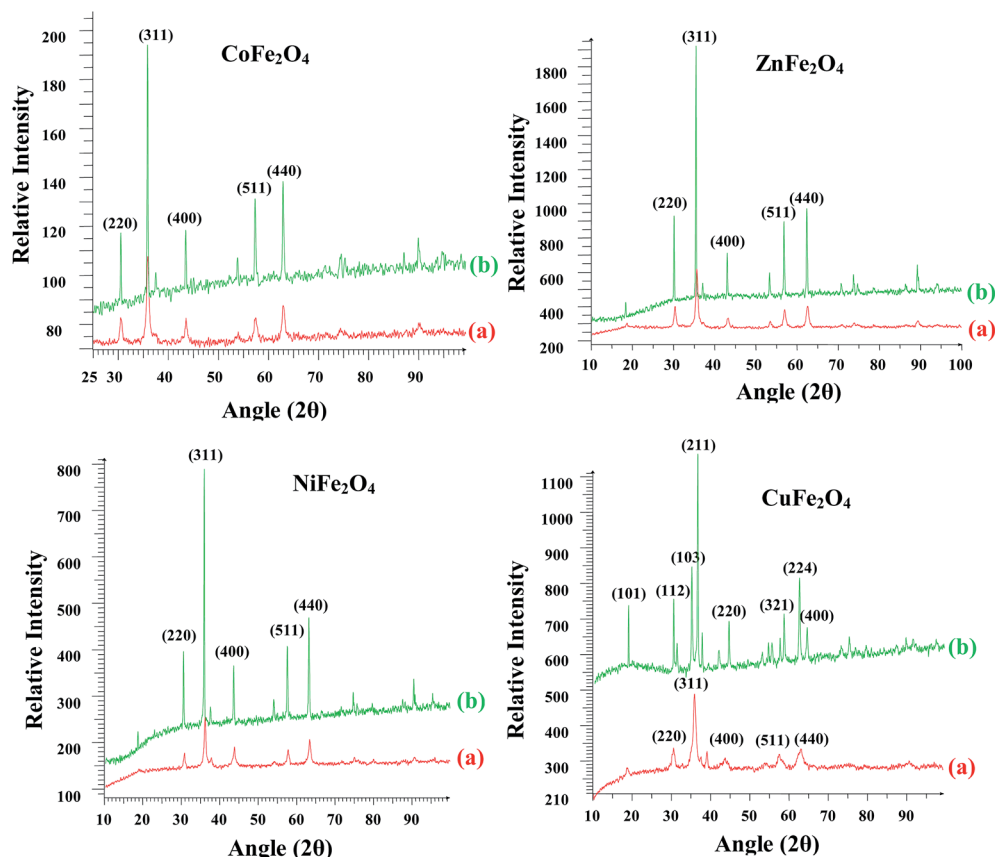 CoFe₂O₄
Relative Intensity
200
180
160
140
120
100
80
(311)
(220)
(400)
(511)
(440)
(b)
(a)
25 30 40 50 60 70 80 90
Angle (2θ)
ZnFe₂O₄
Relative Intensity
1800
1600
1400
1200
1000
800
600
400
200
(311)
(220)
(400)
(511)
(440)
(b)
(a)
10 20 30 40 50 60 70 80 90 100
Angle (2θ)
NiFe₂O₄
Relative Intensity
800
700
600
500
400
300
200
100
(311)
(220)
(400)
(511)
(440)
(b)
(a)
10 20 30 40 50 60 70 80 90
Angle (2θ)
CuFe₂O₄
Relative Intensity
1100
1000
900
800
700
600
500
400
300
210
(211)
(103)
(101)
(112)
(220)
(321)
(224)
(400)
(b)
(311)
(220)
(400)
(511)
(440)
(a)
10 20 30 40 50 60 70 80 90
Angle (2θ)